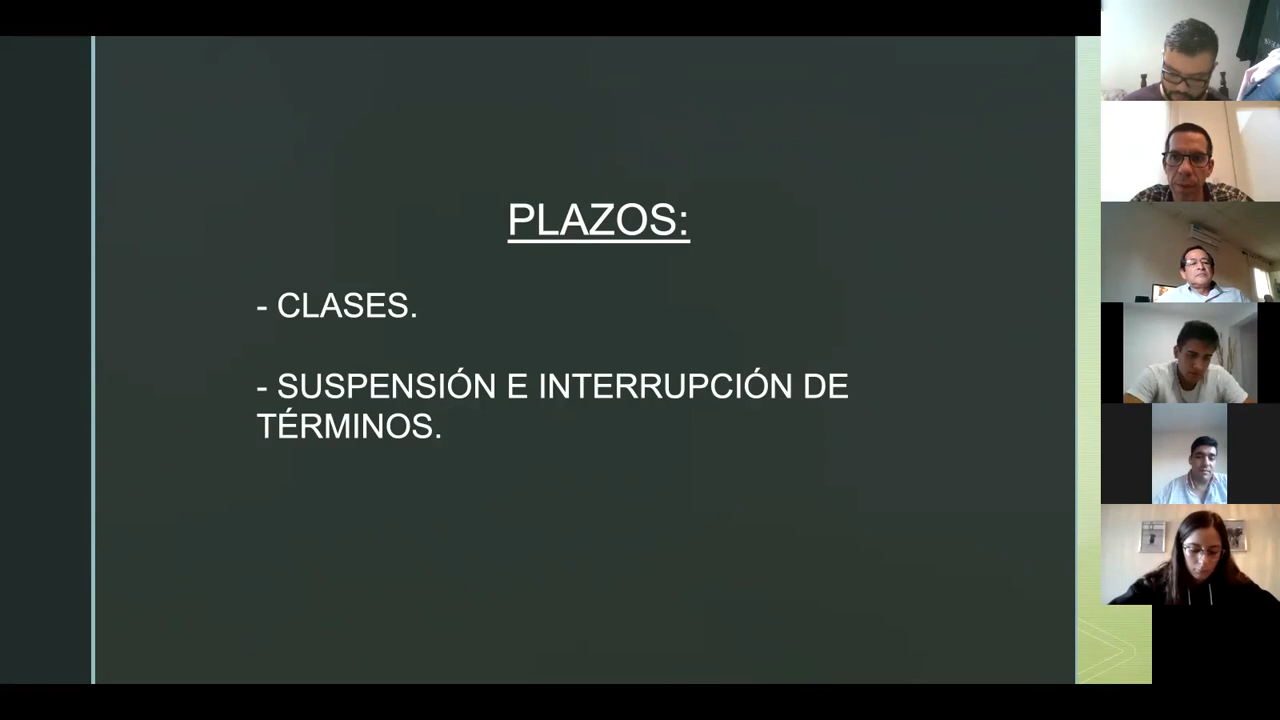 PLAZOS:
- CLASES.
- SUSPENSIÓN E INTERRUPCIÓN DE
TÉRMINOS.